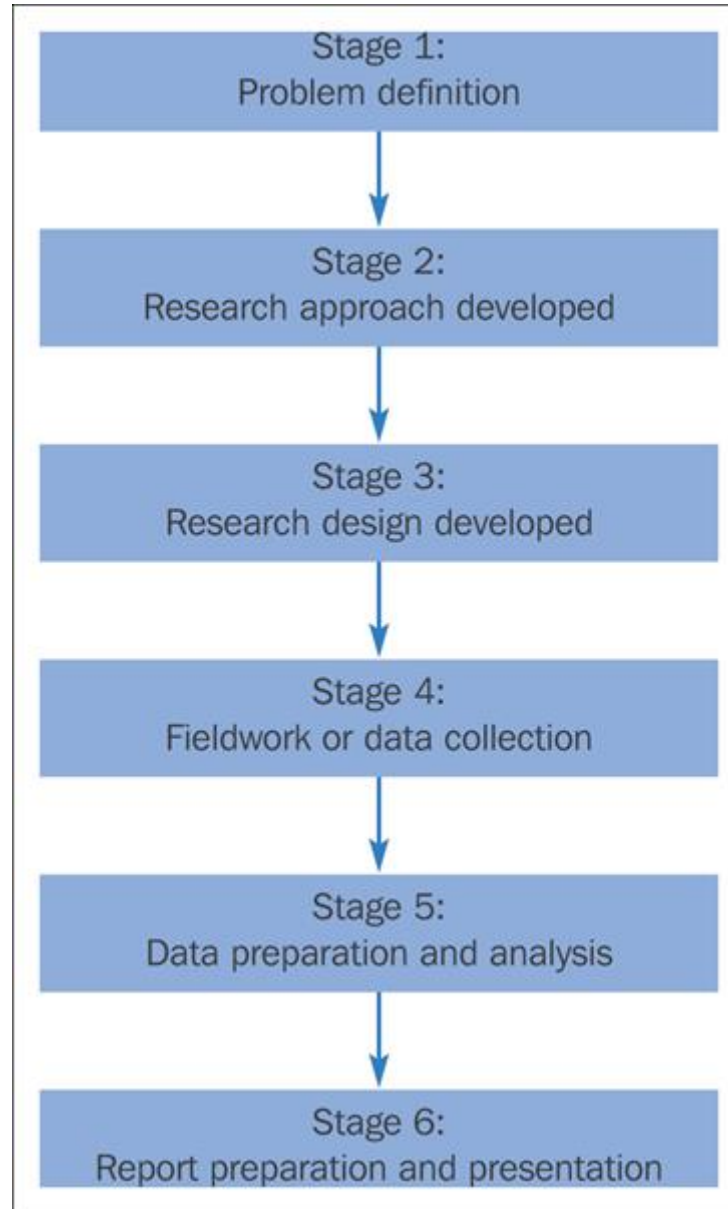 Stage 1:
Problem definition
Stage 2:
Research approach developed
Stage 3:
Research design developed
Stage 4:
Fieldwork or data collection
Stage 5:
Data preparation and analysis
Stage 6:
Report preparation and presentation